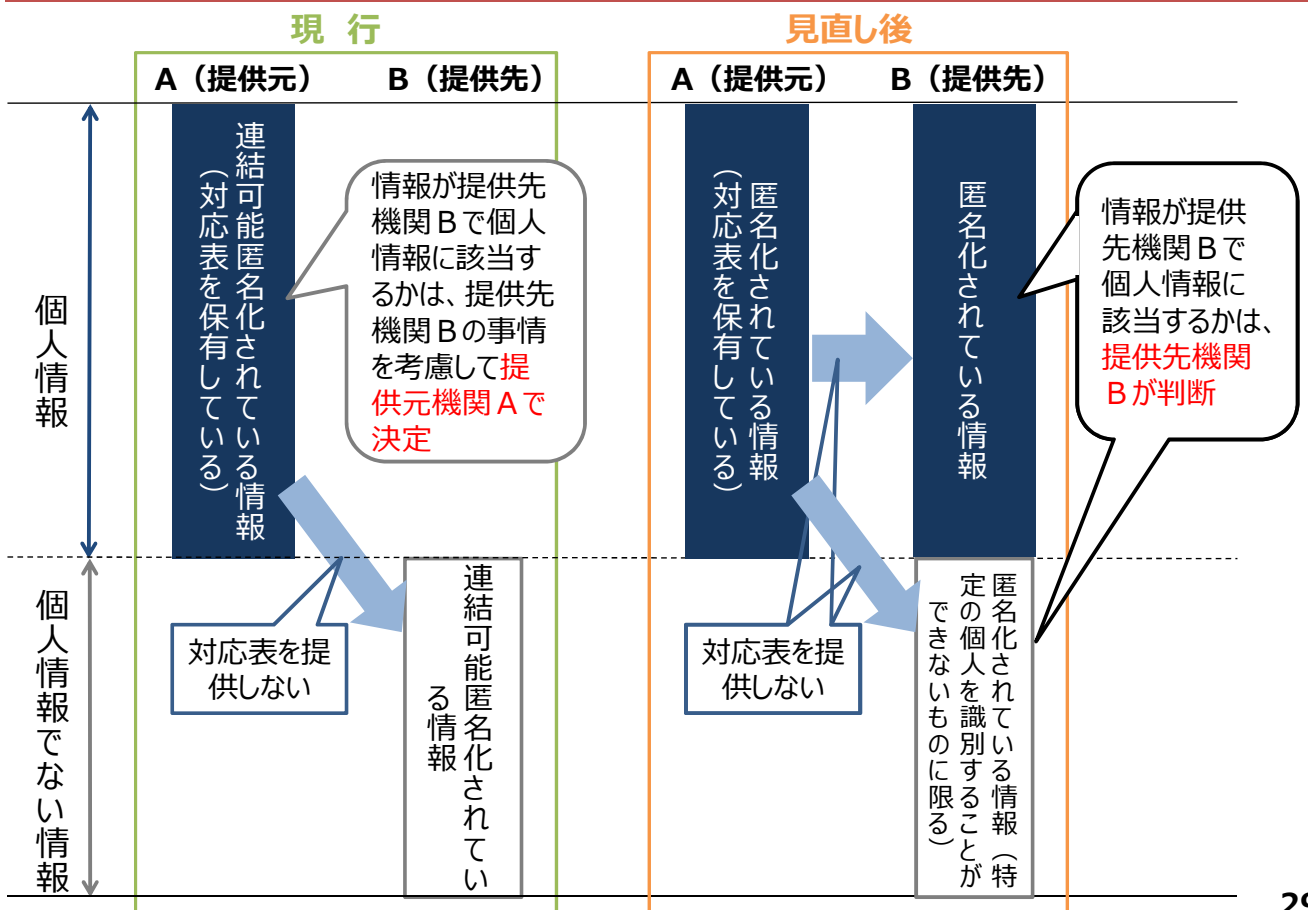 現 行
見直し後
A（提供元）
B（提供先）
A（提供元）
B（提供先）
個人情報
個人情報でない情報
連結可能匿名化されている情報
（対応表を保有している）
情報が提供先
機関Ｂで個人
情報に該当す
るかは、提供先
機関Ｂの事情
を考慮して提
供元機関Ａで
決定
対応表を提
供しない
連結可能匿名化されてい
る情報
匿名化されている情報
（対応表を保有している）
匿名化されている情報
情報が提供
先機関Ｂで
個人情報に
該当するかは、
提供先機関
Ｂが判断
対応表を提
供しない
匿名化されている情報（特
定の個人を識別することが
できないものに限る）
29